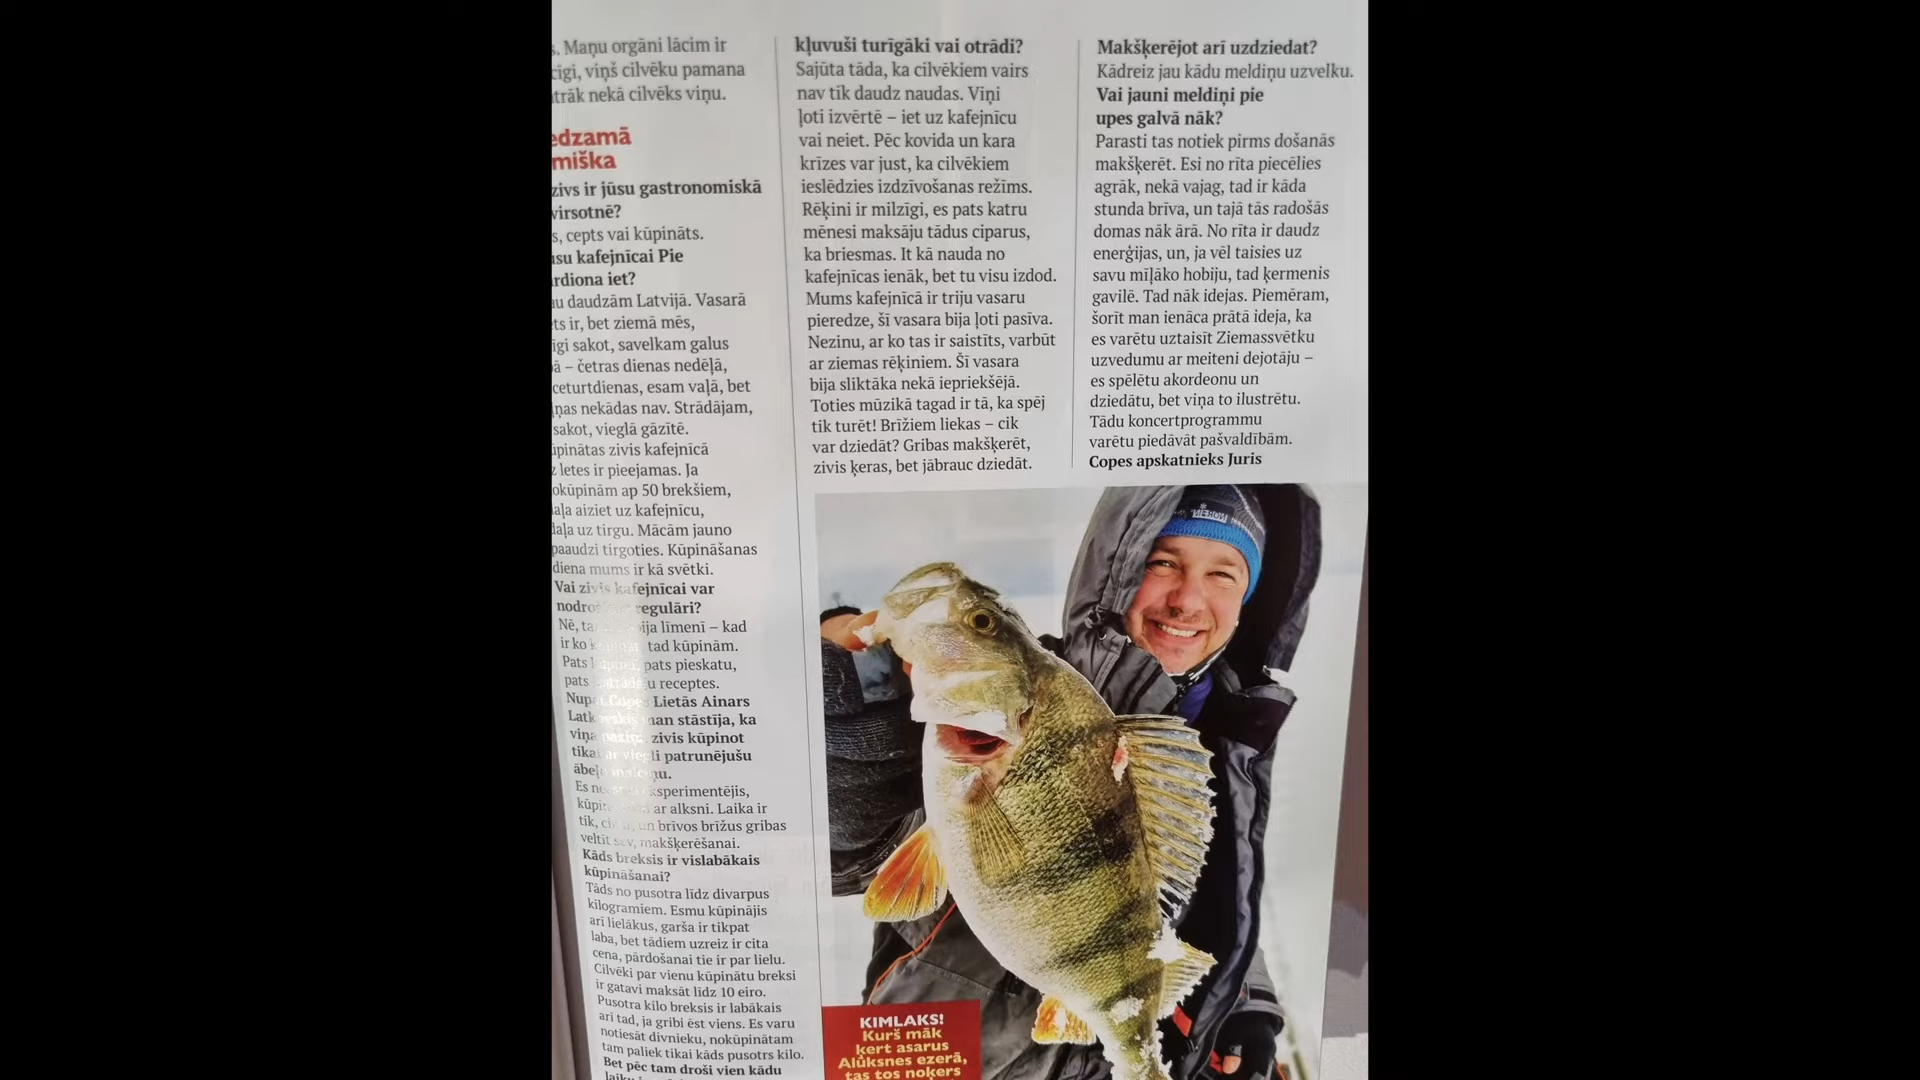 s. Maņu orgāni lācim ir
viņš cilvēku pamana
nekā cilvēks viņu.
zivs ir jūsu gastronomiskā
virsotnē?
s, cepts vai kūpināts.
kafejnīcai Pie
iet?
daudzām Latvijā. Vasarā
ir, bet ziemā mēs,
sakot, savelkam galus
– četras dienas nedēļā,
ceturtdienas, esam vaļā, bet
nekādas nav. Strādājam,
sakot, vieglā gāzītē.
zivis kafejnīcā
letes ir pieejamas. Ja
ap 50 brekšiem,
aiziet uz kafejnīcu,
uz tirgu. Mācām jauno
paaudzi tirgoties. Kūpināšanas
diena mums ir kā svētki.
Vai zivis kafejnīcai var
regulāri?
Nē, līmenī – kad
ir ko tad kūpinām.
Pats pats pieskatu,
pats receptes.
Lietās Ainars
man stāstīja, ka
viņš zivis kūpinot
tikai ar viegli patrunējušu
Es
ar alksni. Laika ir
tik, un brīvos brīžus gribas
veltīt sev, makšķerēšanai.
Kāds breksis ir vislabākais
kūpināšanai?
Tāds no pusotra līdz divarpus
kilogramiem. Esmu kūpinājis
arī lielākus, garša ir tikpat
laba, bet tādiem uzreiz ir cita
cena, pārdošanai tie ir par lielu.
Cilvēki par vienu kūpinātu breksi
ir gatavi maksāt līdz 10 eiro.
Pusotra kilo breksis ir labākais
arī tad, ja gribi ēst viens. Es varu
notiesāt divnieku, nokūpinātam
tam paliek tikai kāds pusotrs kilo.
Bet pēc tam droši vien kādu
kļuvuši turīgāki vai otrādi?
Sajūta tāda, ka cilvēkiem vairs
nav tik daudz naudas. Viņi
ļoti izvērtē – iet uz kafejnīcu
vai neiet. Pēc kovida un kara
krīzes var just, ka cilvēkiem
ieslēdzies izdzīvošanas režīms.
Rēķini ir milzīgi, es pats katru
mēnesi maksāju tādus ciparus,
ka briesmas. It kā nauda no
kafejnīcas ienāk, bet tu visu izdod.
Mums kafejnīcā ir triju vasaru
pieredze, šī vasara bija ļoti pasīva.
Nezinu, ar ko tas ir saistīts, varbūt
ar ziemas rēķiniem. Šī vasara
bija sliktāka nekā iepriekšējā.
Toties mūzikā tagad ir tā, ka spēj
tik turēt! Brīžiem liekas – cik
var dziedāt? Gribas makšķerēt,
zivis ķeras, bet jābrauc dziedāt.
Makšķerējot arī uzdziedat?
Kādreiz jau kādu meldiņu uzvelku.
Vai jauni meldiņi pie
upes galvā nāk?
Parasti tas notiek pirms došanās
makšķerēt. Esi no rīta piecēlies
agrāk, nekā vajag, tad ir kāda
stunda brīva, un tajā tās radošās
domas nāk ārā. No rīta ir daudz
enerģijas, un, ja vēl taisies uz
savu mīļāko hobiju, tad ķermenis
gavilē. Tad nāk idejas. Piemēram,
šorīt man ienāca prātā ideja, ka
es varētu uztaisīt Ziemassvētku
uzvedumu ar meiteni dejotāju –
es spēlētu akordeonu un
dziedātu, bet viņa to ilustrētu.
Tādu koncertprogrammu
varētu piedāvāt pašvaldībām.
Copes apskatnieks Juris
NORFIN
KIMLAKS!
Kurš māk
ķert asarus
Alūksnes ezerā,
tas tos noķers